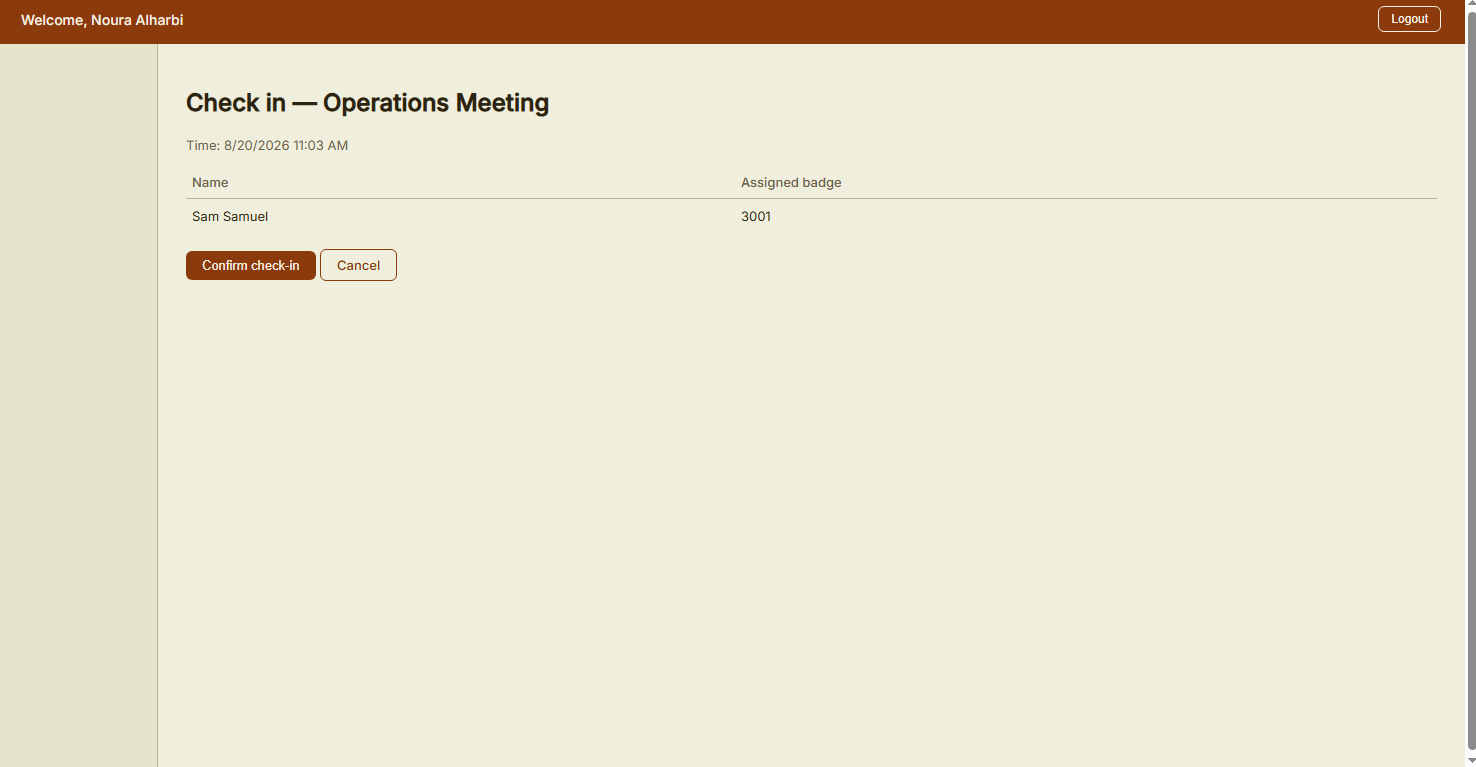 Welcome, Noura Alharbi
Logout
Check in — Operations Meeting
Time: 8/20/2026 11:03 AM
Name Assigned badge
Sam Samuel 3001
Confirm check-in Cancel